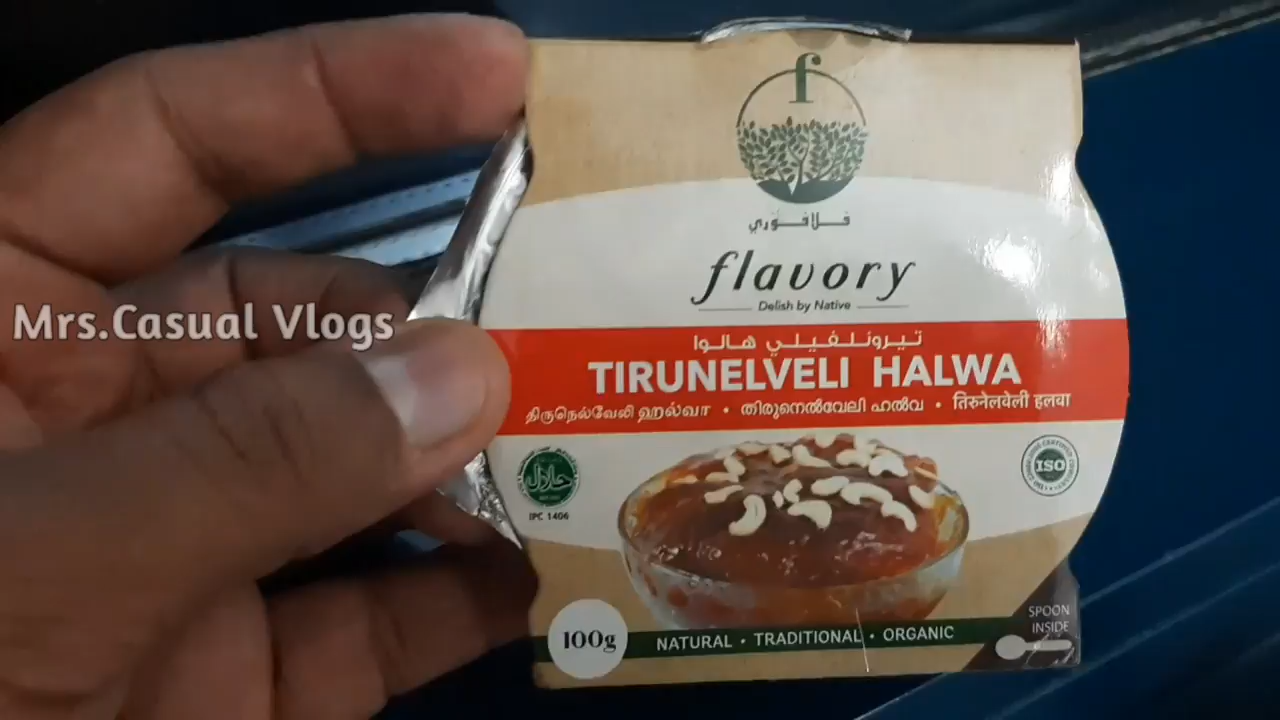 f
فلافوري
flavory
Delish by Native
تيرونلفيلي هالوا
TIRUNELVELI HALWA
திருநெல்வேலி ஹல்வா • തിരുനെൽവേലി ഹൽവ • तिरुनेलवेली हलवा
Mrs.Casual Vlogs
حلال
IPC 1406
ISO
100g
NATURAL • TRADITIONAL • ORGANIC
SPOON
INSIDE